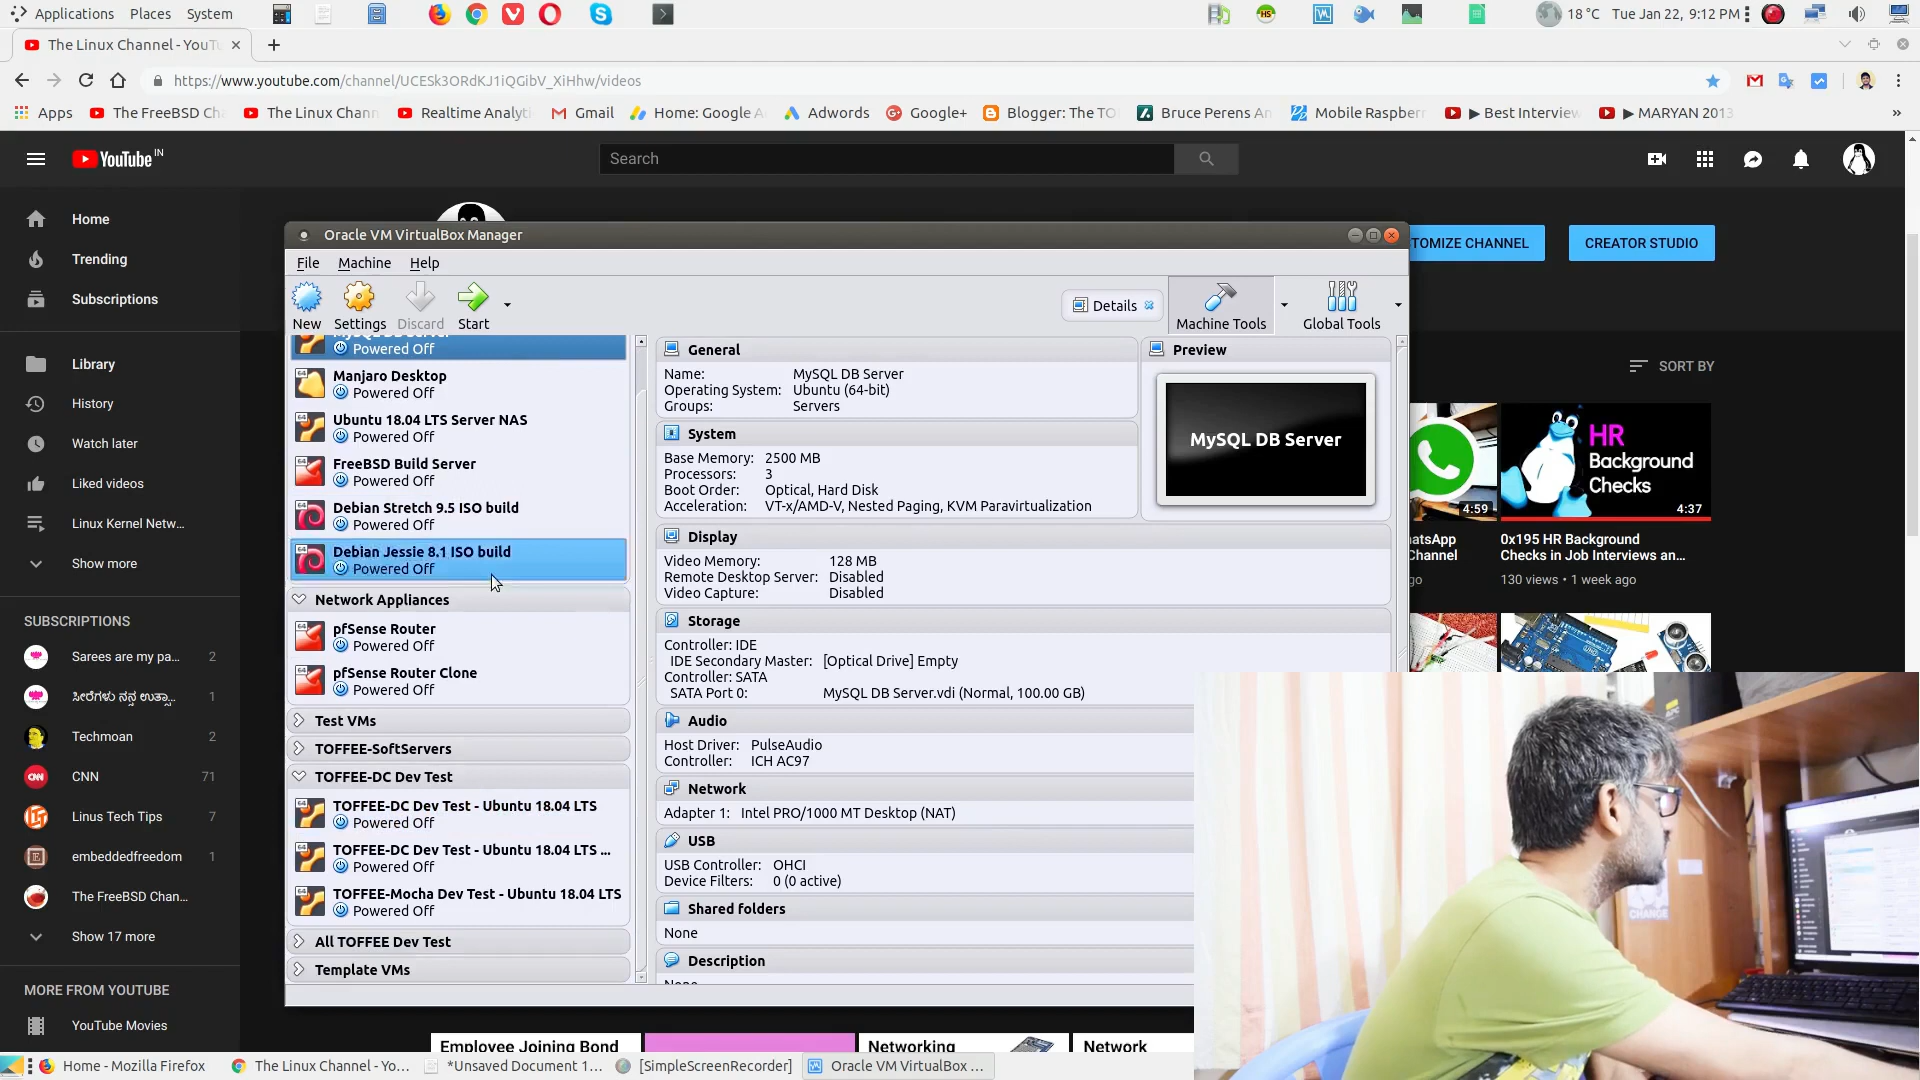 Applications Places System
18 °C Tue Jan 22, 9:12 PM
The Linux Channel - YouTu
https://www.youtube.com/channel/UCESk3ORdKJ1iQGibV_XiHhw/videos
Apps The FreeBSD Ch The Linux Chann Realtime Analyti Gmail Home: Google A Adwords Google+ Blogger: The TO Bruce Perens An Mobile Raspberr ▶ Best Interview ▶ MARYAN 2013 »
YouTube IN
Search
Home
Trending
Subscriptions
Library
History
Watch later
Liked videos
Linux Kernel Netw...
Show more
SUBSCRIPTIONS
Sarees are my pa... 2
1
Techmoan 2
CNN 71
Linus Tech Tips 7
embeddedfreedom 1
The FreeBSD Chan...
Show 17 more
MORE FROM YOUTUBE
YouTube Movies
TOMIZE CHANNEL
CREATOR STUDIO
SORT BY
Oracle VM VirtualBox Manager
File Machine Help
New Settings Discard Start
Details
Machine Tools
Global Tools
MySQL DB Server
Powered Off
Manjaro Desktop
Powered Off
Ubuntu 18.04 LTS Server NAS
Powered Off
FreeBSD Build Server
Powered Off
Debian Stretch 9.5 ISO build
Powered Off
Debian Jessie 8.1 ISO build
Powered Off
Network Appliances
pfSense Router
Powered Off
pfSense Router Clone
Powered Off
Test VMs
TOFFEE-SoftServers
TOFFEE-DC Dev Test
TOFFEE-DC Dev Test - Ubuntu 18.04 LTS
Powered Off
TOFFEE-DC Dev Test - Ubuntu 18.04 LTS ...
Powered Off
TOFFEE-Mocha Dev Test - Ubuntu 18.04 LTS
Powered Off
All TOFFEE Dev Test
Template VMs
General
Name: MySQL DB Server
Operating System: Ubuntu (64-bit)
Groups: Servers
System
Base Memory: 2500 MB
Processors: 3
Boot Order: Optical, Hard Disk
Acceleration: VT-x/AMD-V, Nested Paging, KVM Paravirtualization
Display
Video Memory: 128 MB
Remote Desktop Server: Disabled
Video Capture: Disabled
Storage
Controller: IDE
IDE Secondary Master: [Optical Drive] Empty
Controller: SATA
SATA Port 0: MySQL DB Server.vdi (Normal, 100.00 GB)
Audio
Host Driver: PulseAudio
Controller: ICH AC97
Network
Adapter 1: Intel PRO/1000 MT Desktop (NAT)
USB
USB Controller: OHCI
Device Filters: 0 (0 active)
Shared folders
None
Description
Preview
MySQL DB Server
4:59
hatsApp
Channel
go
HR
Background
Checks
4:37
0x195 HR Background
Checks in Job Interviews an...
130 views • 1 week ago
CHANGE
Employee Joining Bond
Networking
Network
Home - Mozilla Firefox The Linux Channel - Yo... *Unsaved Document 1... [SimpleScreenRecorder] Oracle VM VirtualBox ...